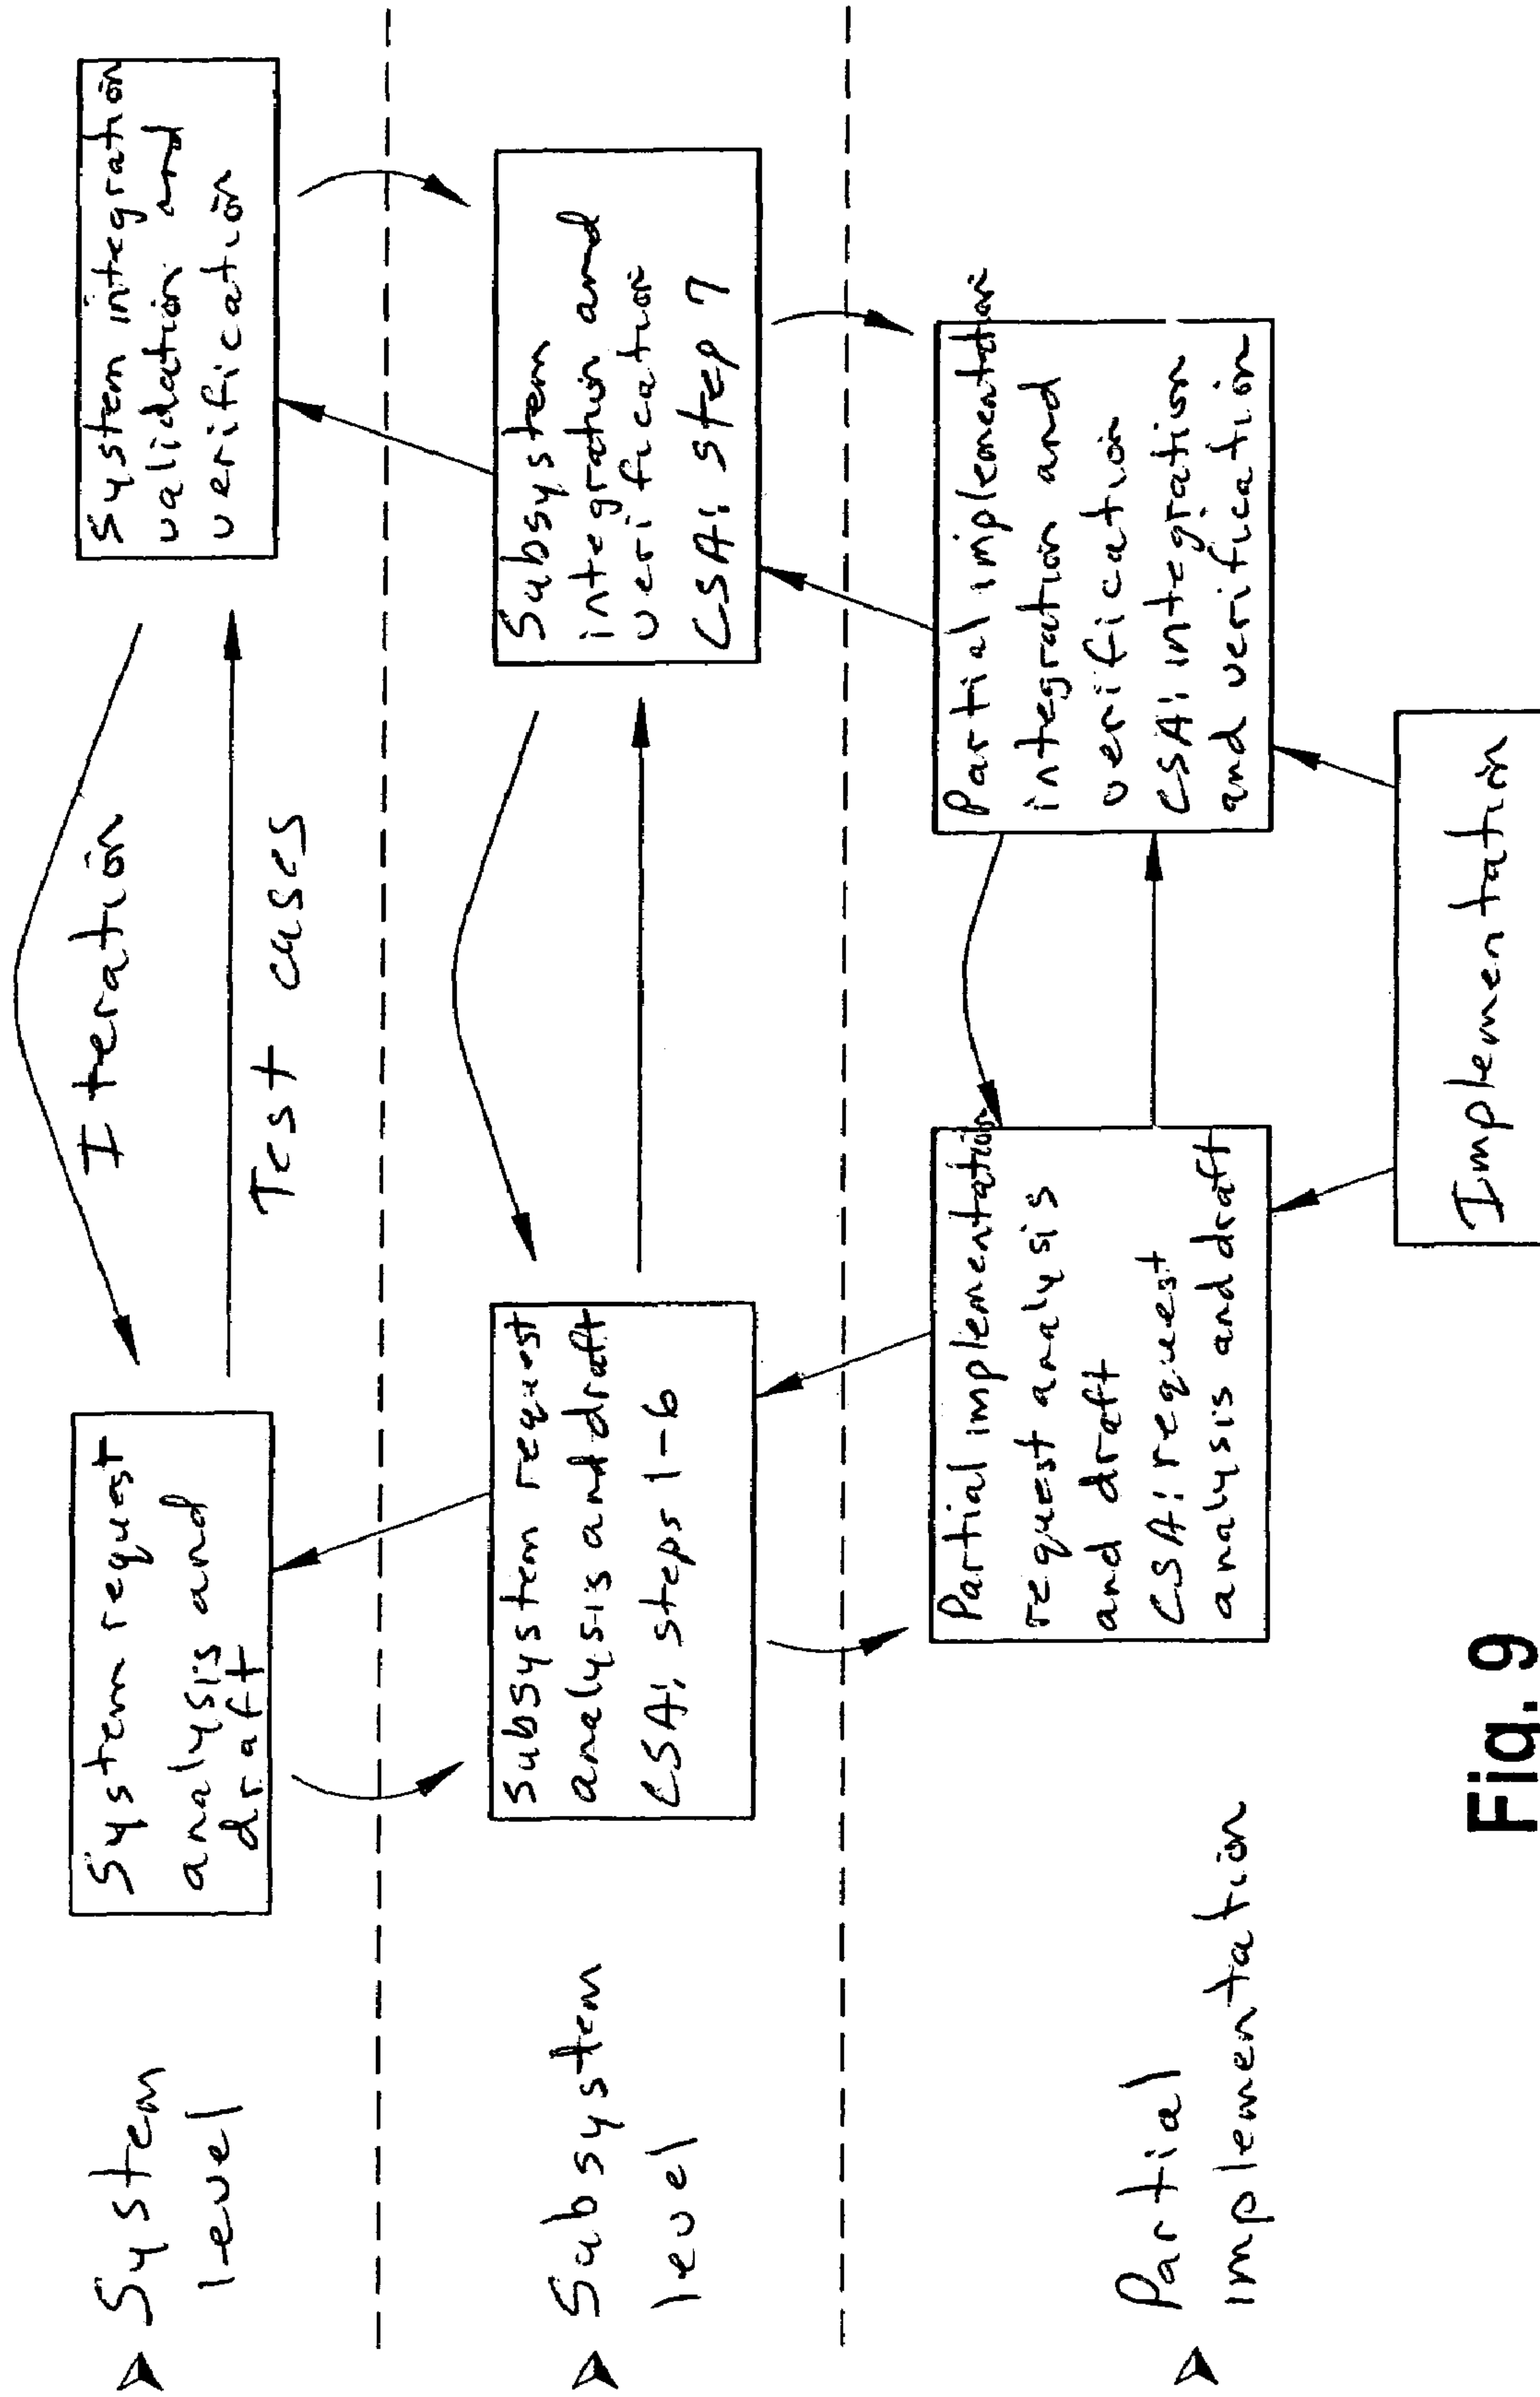 System
level
System request
analysis and
draft
Iteration
Test cases
System integration
validation and
verification
Subsystem
level
Subsystem request
analysis and draft
CSA: steps 1-6
Subsystem
integration and
verification
CSA: step 7
Partial
implementation
Partial implementation
request analysis
and draft
CSA: request
analysis and draft
Partial implementation
integration and
verification
CSA: integration
and verification
Implementation
Fig. 9